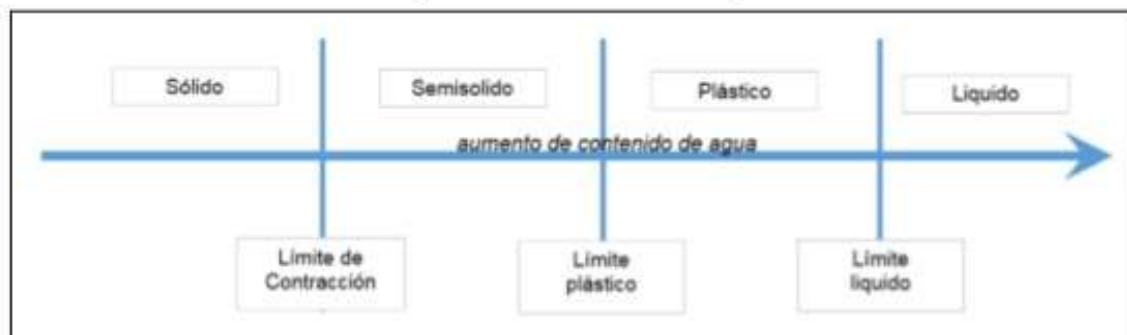 Sólido
Semisolido
Plástico
Liquido
aumento de contenido de agua
Límite de
Contracción
Límite
plástico
Límite
liquido